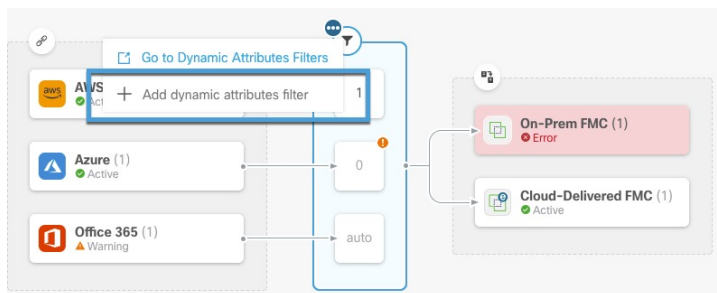 Go to Dynamic Attributes Filters
Add dynamic attributes filter
aws
1
Azure (1)
Active
0
Office 365 (1)
Warning
auto
On-Prem FMC (1)
Error
Cloud-Delivered FMC (1)
Active